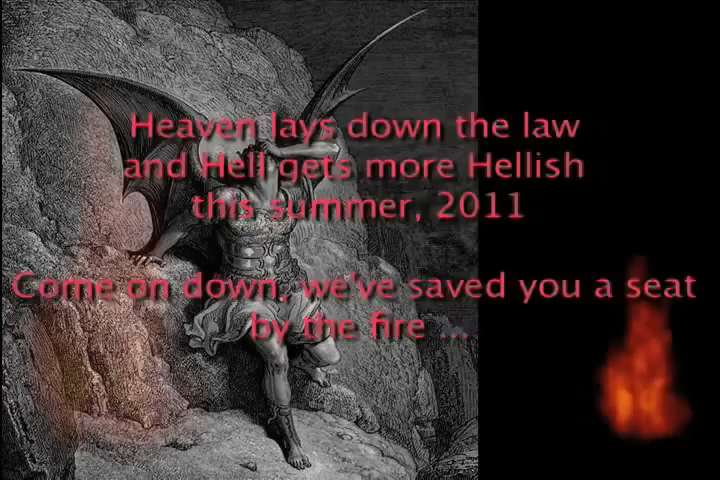 Heaven lays down the law
and Hell gets more Hellish
this summer, 2011
Come on down, we've saved you a seat
by the fire ...